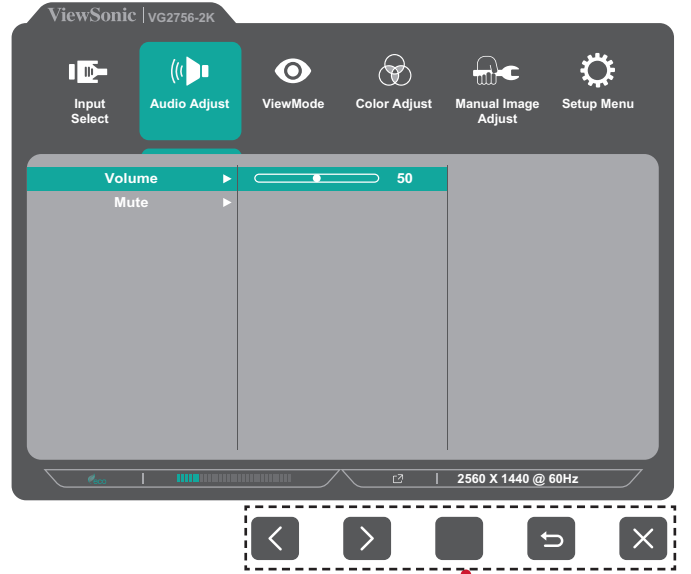 ViewSonic VG2756-2K
Input
Select
Audio Adjust
ViewMode
Color Adjust
Manual Image
Adjust
Setup Menu
Volume 50
Mute
eco
2560 X 1440 @ 60Hz